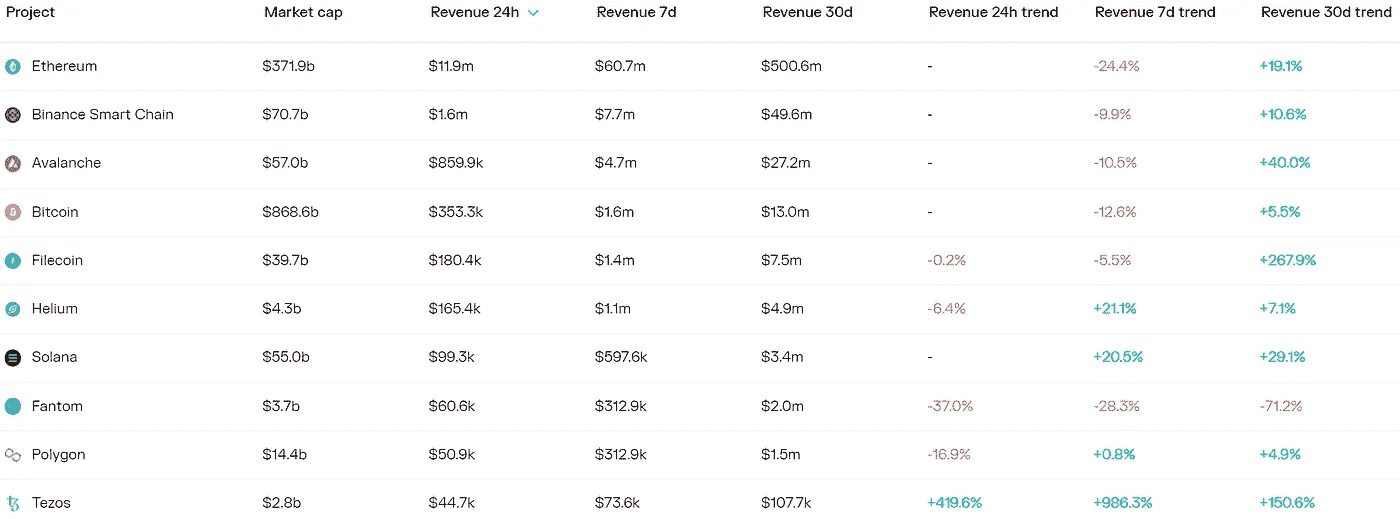 Project Market cap Revenue 24h Revenue 7d Revenue 30d Revenue 24h trend Revenue 7d trend Revenue 30d trend
Ethereum $371.9b $11.9m $60.7m $500.6m - -24.4% +19.1%
Binance Smart Chain $70.7b $1.6m $7.7m $49.6m - -9.9% +10.6%
Avalanche $57.0b $859.9k $4.7m $27.2m - -10.5% +40.0%
Bitcoin $868.6b $353.3k $1.6m $13.0m - -12.6% +5.5%
Filecoin $39.7b $180.4k $1.4m $7.5m -0.2% -5.5% +267.9%
Helium $4.3b $165.4k $1.1m $4.9m -6.4% +21.1% +7.1%
Solana $55.0b $99.3k $597.6k $3.4m - +20.5% +29.1%
Fantom $3.7b $60.6k $312.9k $2.0m -37.0% -28.3% -71.2%
Polygon $14.4b $50.9k $312.9k $1.5m -16.9% +0.8% +4.9%
Tezos $2.8b $44.7k $73.6k $107.7k +419.6% +986.3% +150.6%